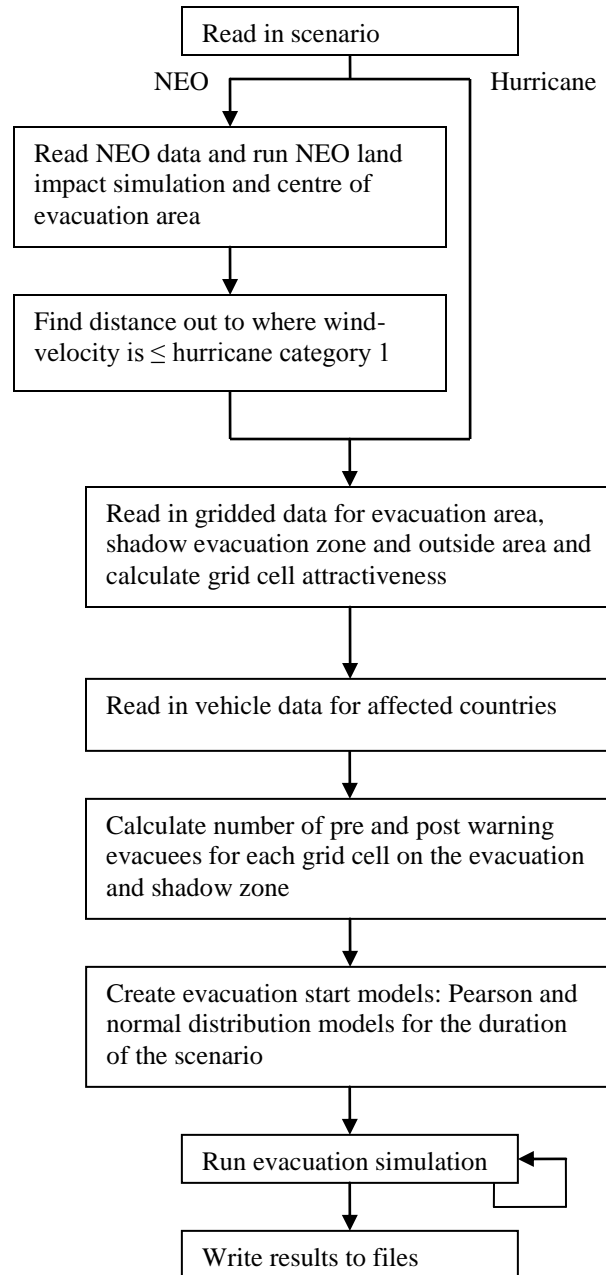 Read in scenario
NEO
Hurricane
Read NEO data and run NEO land
impact simulation and centre of
evacuation area
Find distance out to where wind-
velocity is ≤ hurricane category 1
Read in gridded data for evacuation area,
shadow evacuation zone and outside area and
calculate grid cell attractiveness
Read in vehicle data for affected countries
Calculate number of pre and post warning
evacuees for each grid cell on the evacuation
and shadow zone
Create evacuation start models: Pearson and
normal distribution models for the duration
of the scenario
Run evacuation simulation
Write results to files